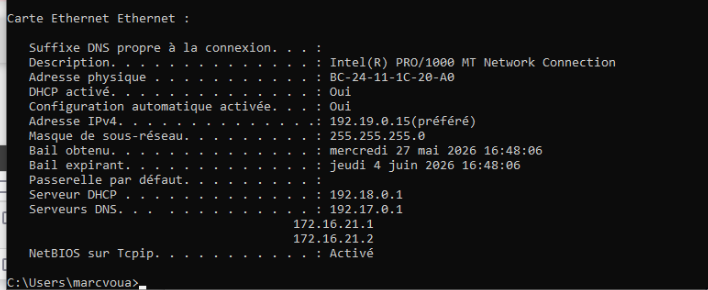 Carte Ethernet Ethernet :
Suffixe DNS propre à la connexion. . . :
Description. . . . . . . . . . . . . . : Intel(R) PRO/1000 MT Network Connection
Adresse physique . . . . . . . . . . . : BC-24-11-1C-20-A0
DHCP activé. . . . . . . . . . . . . . : Oui
Configuration automatique activée. . . : Oui
Adresse IPv4. . . . . . . . . . . . . .: 192.19.0.15(préféré)
Masque de sous-réseau. . . . . . . . . : 255.255.255.0
Bail obtenu. . . . . . . . . . . . . . : mercredi 27 mai 2026 16:48:06
Bail expirant. . . . . . . . . . . . . : jeudi 4 juin 2026 16:48:06
Passerelle par défaut. . . . . . . . . :
Serveur DHCP . . . . . . . . . . . . . : 192.18.0.1
Serveurs DNS. . . . . . . . . . . . . : 192.17.0.1
172.16.21.1
172.16.21.2
NetBIOS sur Tcpip. . . . . . . . . . . : Activé
C:\Users\marcvoua>